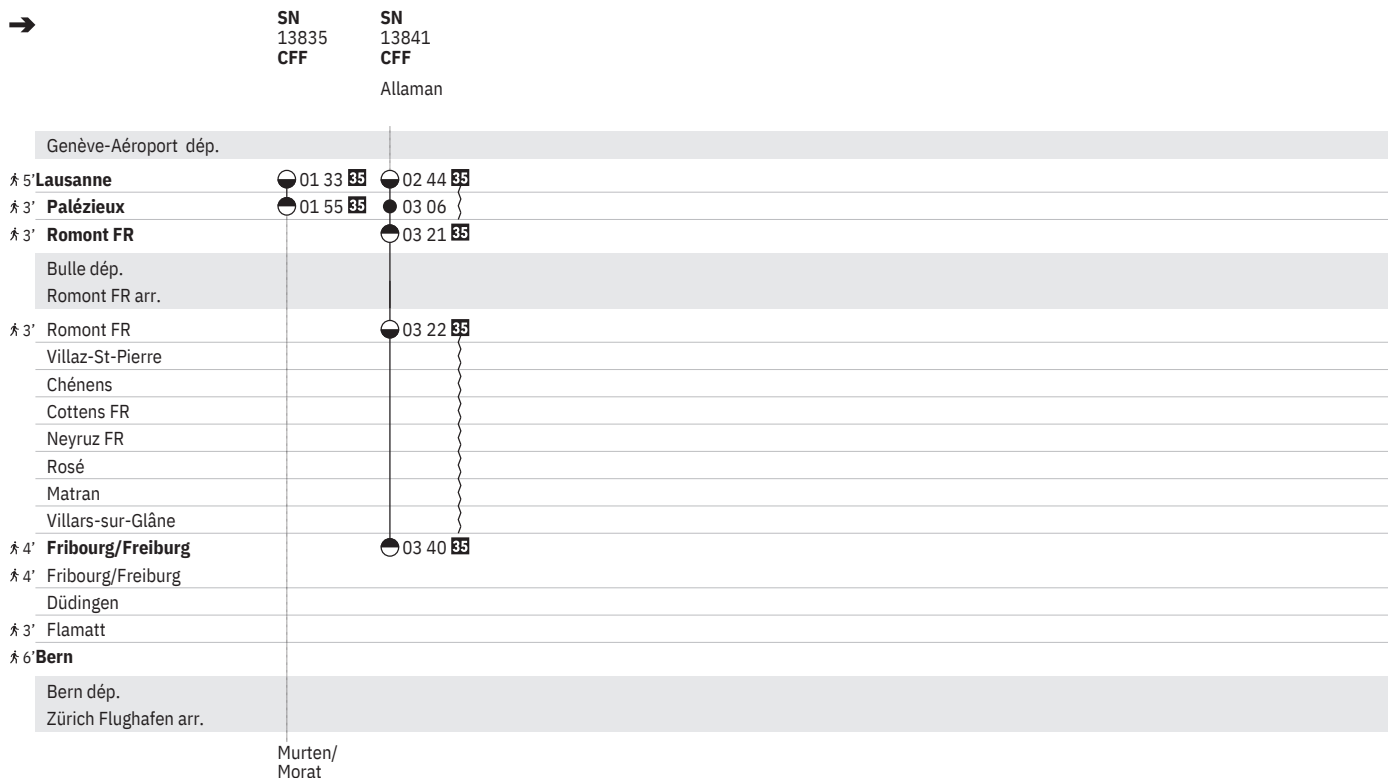 ➔ SN SN
13835 13841
CFF CFF
Allaman
Genève-Aéroport dép.
5’ Lausanne 01 33 35 02 44 35
3’ Palézieux 01 55 35 03 06
3’ Romont FR 03 21 35
Bulle dép.
Romont FR arr.
3’ Romont FR 03 22 35
Villaz-St-Pierre
Chénens
Cottens FR
Neyruz FR
Rosé
Matran
Villars-sur-Glâne
4’ Fribourg/Freiburg 03 40 35
4’ Fribourg/Freiburg
Düdingen
3’ Flamatt
6’ Bern
Bern dép.
Zürich Flughafen arr.
Murten/
Morat